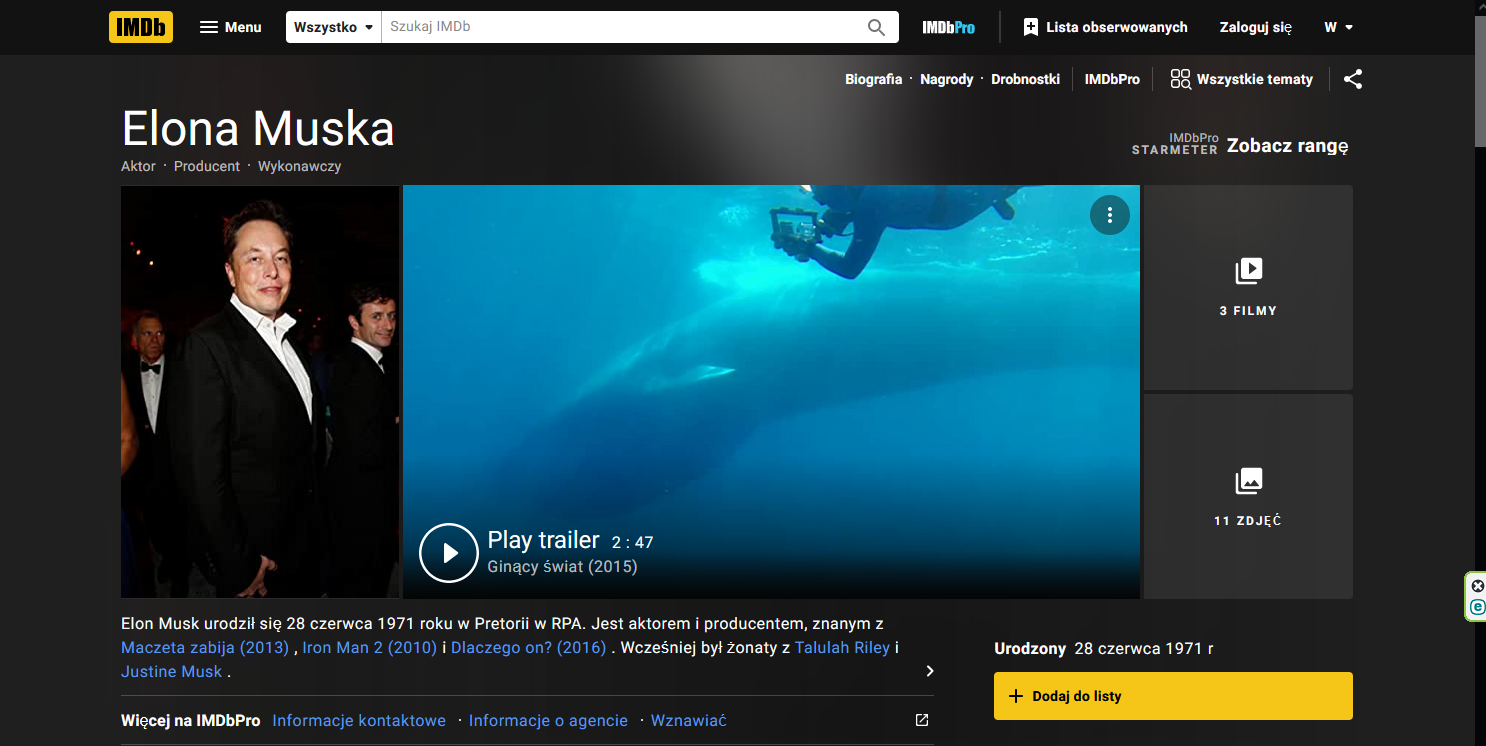 IMDb Menu Wszystko Szukaj IMDb IMDbPro Lista obserwowanych Zaloguj się W
Biografia · Nagrody · Drobnostki IMDbPro Wszystkie tematy
Elona Muska
Aktor · Producent · Wykonawczy
IMDbPro
STARMETER Zobacz rangę
3 FILMY
11 ZDJĘĆ
Play trailer 2 : 47
Ginący świat (2015)
Elon Musk urodził się 28 czerwca 1971 roku w Pretorii w RPA. Jest aktorem i producentem, znanym z
Maczeta zabija (2013) , Iron Man 2 (2010) i Dlaczego on? (2016) . Wcześniej był żonaty z Talulah Riley i
Justine Musk .
Urodzony 28 czerwca 1971 r
Dodaj do listy
Więcej na IMDbPro Informacje kontaktowe · Informacje o agencie · Wznawiać
e